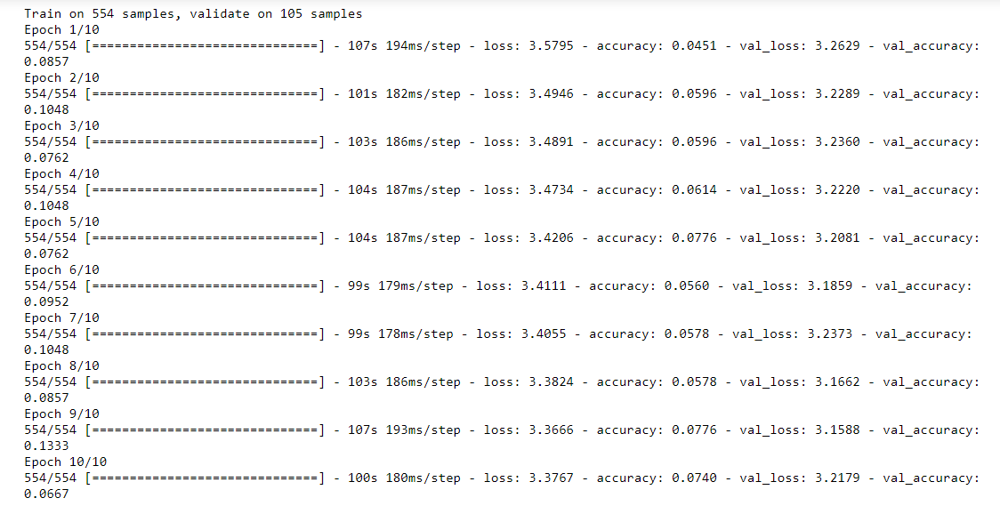 Train on 554 samples, validate on 105 samples
Epoch 1/10
554/554 [==============================] - 107s 194ms/step - loss: 3.5795 - accuracy: 0.0451 - val_loss: 3.2629 - val_accuracy:
0.0857
Epoch 2/10
554/554 [==============================] - 101s 182ms/step - loss: 3.4946 - accuracy: 0.0596 - val_loss: 3.2289 - val_accuracy:
0.1048
Epoch 3/10
554/554 [==============================] - 103s 186ms/step - loss: 3.4891 - accuracy: 0.0596 - val_loss: 3.2360 - val_accuracy:
0.0762
Epoch 4/10
554/554 [==============================] - 104s 187ms/step - loss: 3.4734 - accuracy: 0.0614 - val_loss: 3.2220 - val_accuracy:
0.1048
Epoch 5/10
554/554 [==============================] - 104s 187ms/step - loss: 3.4206 - accuracy: 0.0776 - val_loss: 3.2081 - val_accuracy:
0.0762
Epoch 6/10
554/554 [==============================] - 99s 179ms/step - loss: 3.4111 - accuracy: 0.0560 - val_loss: 3.1859 - val_accuracy:
0.0952
Epoch 7/10
554/554 [==============================] - 99s 178ms/step - loss: 3.4055 - accuracy: 0.0578 - val_loss: 3.2373 - val_accuracy:
0.1048
Epoch 8/10
554/554 [==============================] - 103s 186ms/step - loss: 3.3824 - accuracy: 0.0578 - val_loss: 3.1662 - val_accuracy:
0.0857
Epoch 9/10
554/554 [==============================] - 107s 193ms/step - loss: 3.3666 - accuracy: 0.0776 - val_loss: 3.1588 - val_accuracy:
0.1333
Epoch 10/10
554/554 [==============================] - 100s 180ms/step - loss: 3.3767 - accuracy: 0.0740 - val_loss: 3.2179 - val_accuracy:
0.0667